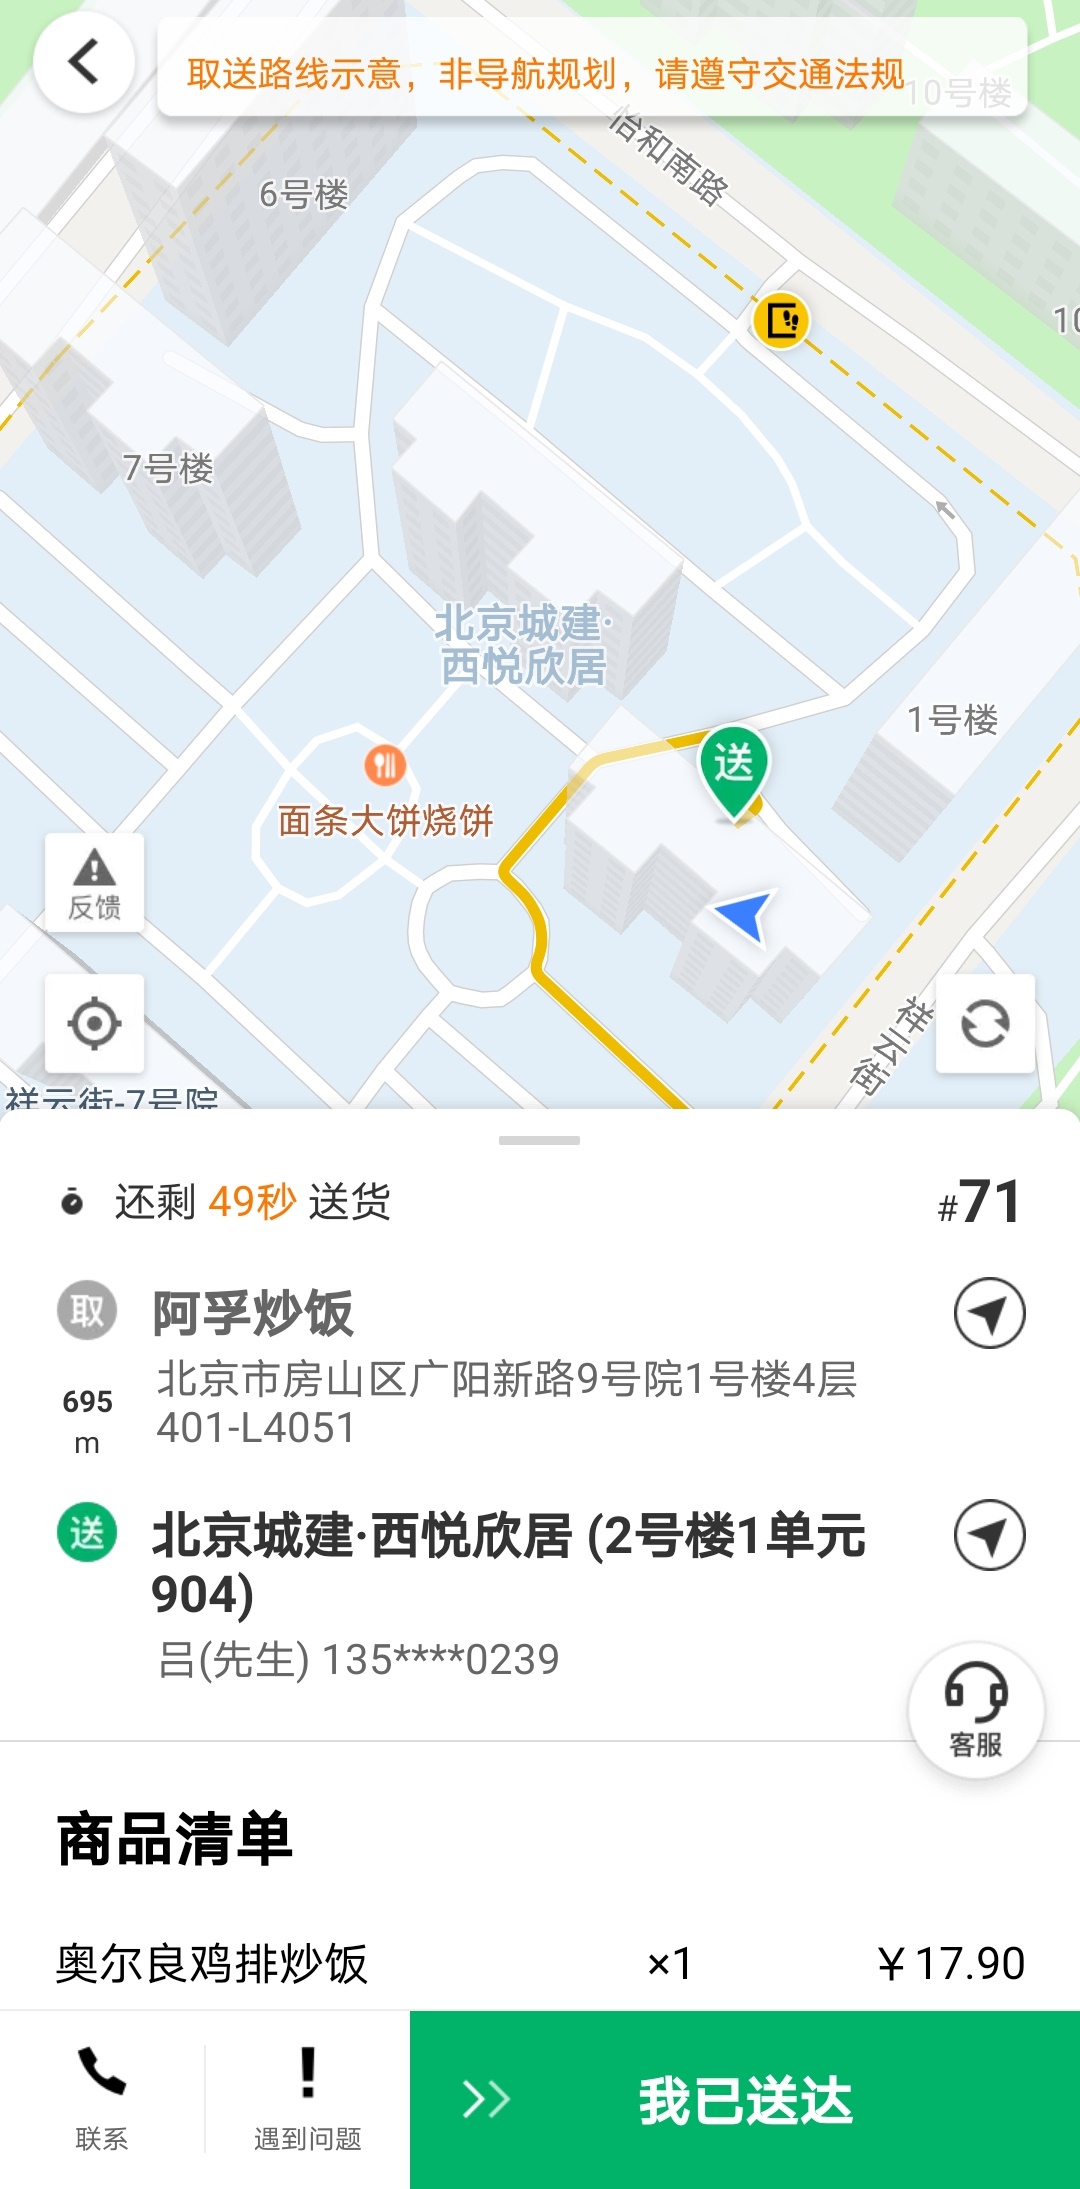 取送路线示意，非导航规划，请遵守交通法规
10号楼
怡和南路
6号楼
10
7号楼
北京城建·
西悦欣居
1号楼
送
面条大饼烧饼
反馈
祥云街
祥云街-7号院
还剩 49秒 送货
#71
取
阿孚炒饭
北京市房山区广阳新路9号院1号楼4层
401-L4051
695
m
送
北京城建·西悦欣居 (2号楼1单元
904)
吕(先生) 135****0239
客服
商品清单
奥尔良鸡排炒饭 ×1 ￥17.90
联系
遇到问题
我已送达